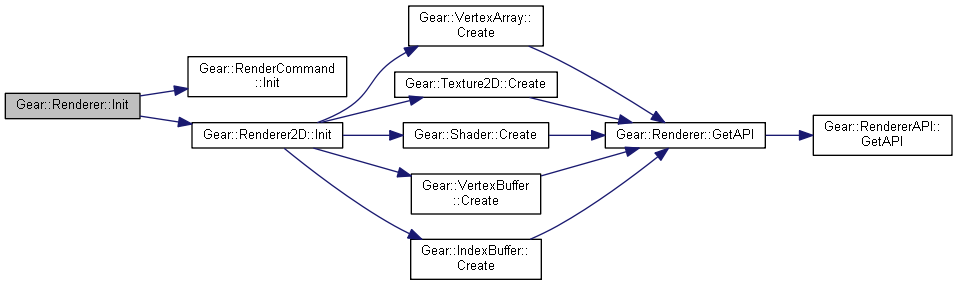 Gear::Renderer::Init
Gear::RenderCommand
::Init
Gear::Renderer2D::Init
Gear::VertexArray::
Create
Gear::Texture2D::Create
Gear::Shader::Create
Gear::VertexBuffer
::Create
Gear::IndexBuffer::
Create
Gear::Renderer::GetAPI
Gear::RendererAPI::
GetAPI